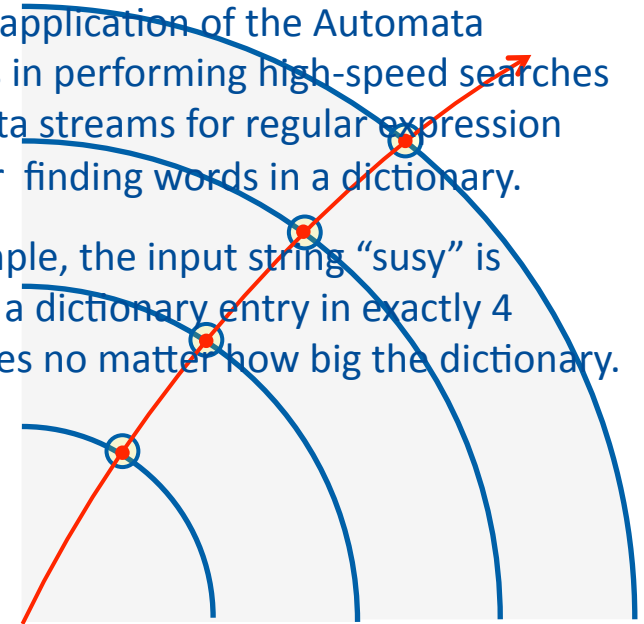 application of the Automata
in performing high-speed searches
ta streams for regular expression
finding words in a dictionary.
ple, the input string “susy” is
a dictionary entry in exactly 4
es no matter how big the dictionary.